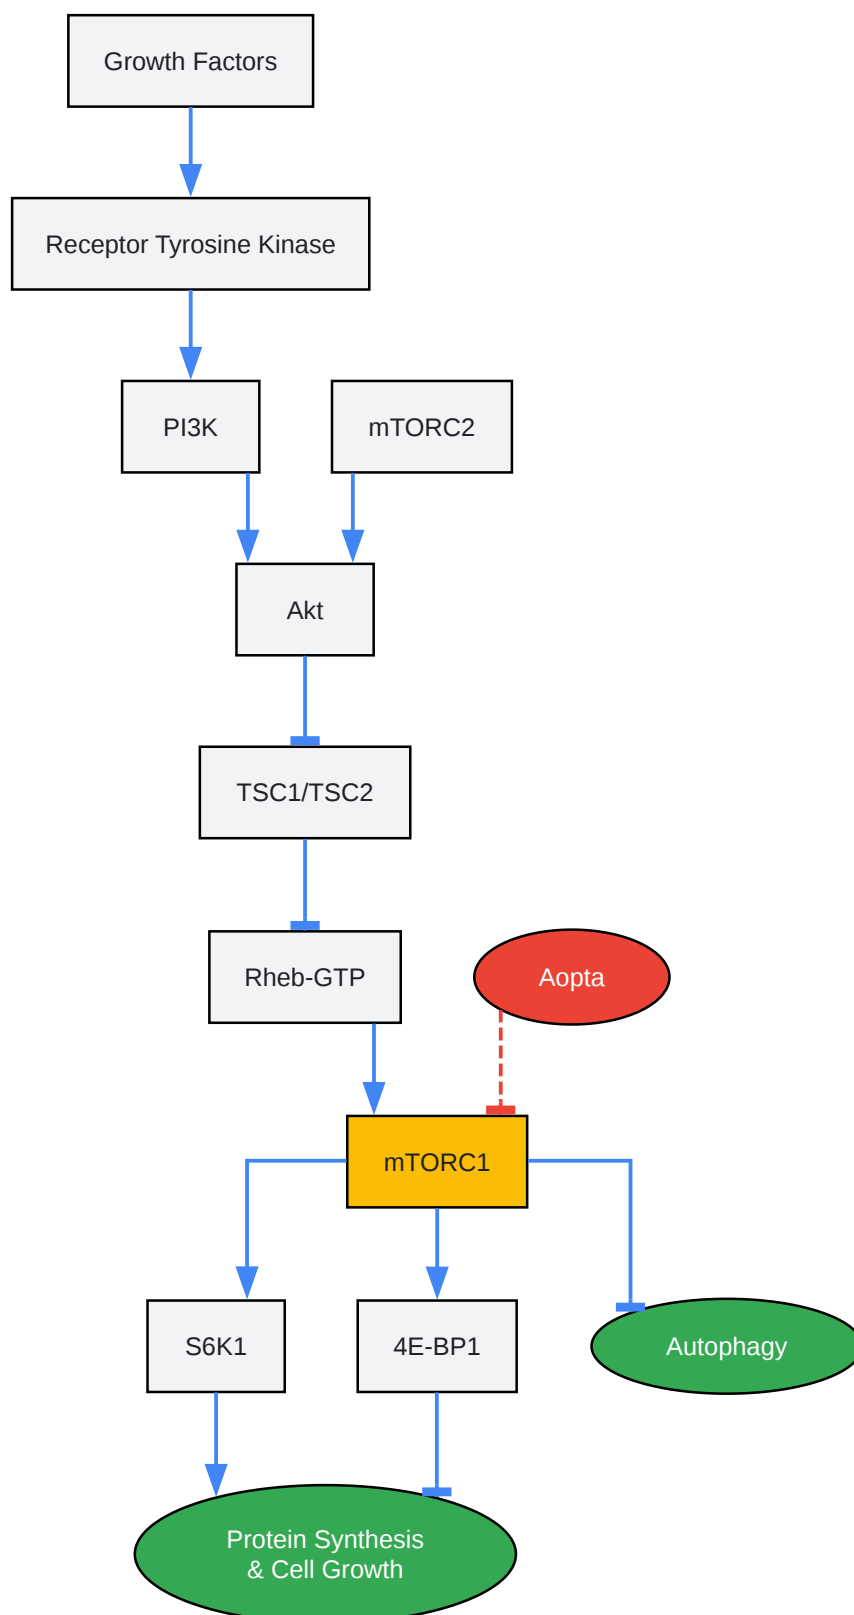 Growth Factors
Receptor Tyrosine Kinase
PI3K
mTORC2
Akt
TSC1/TSC2
Rheb-GTP
Aopta
mTORC1
S6K1
4E-BP1
Autophagy
Protein Synthesis
& Cell Growth